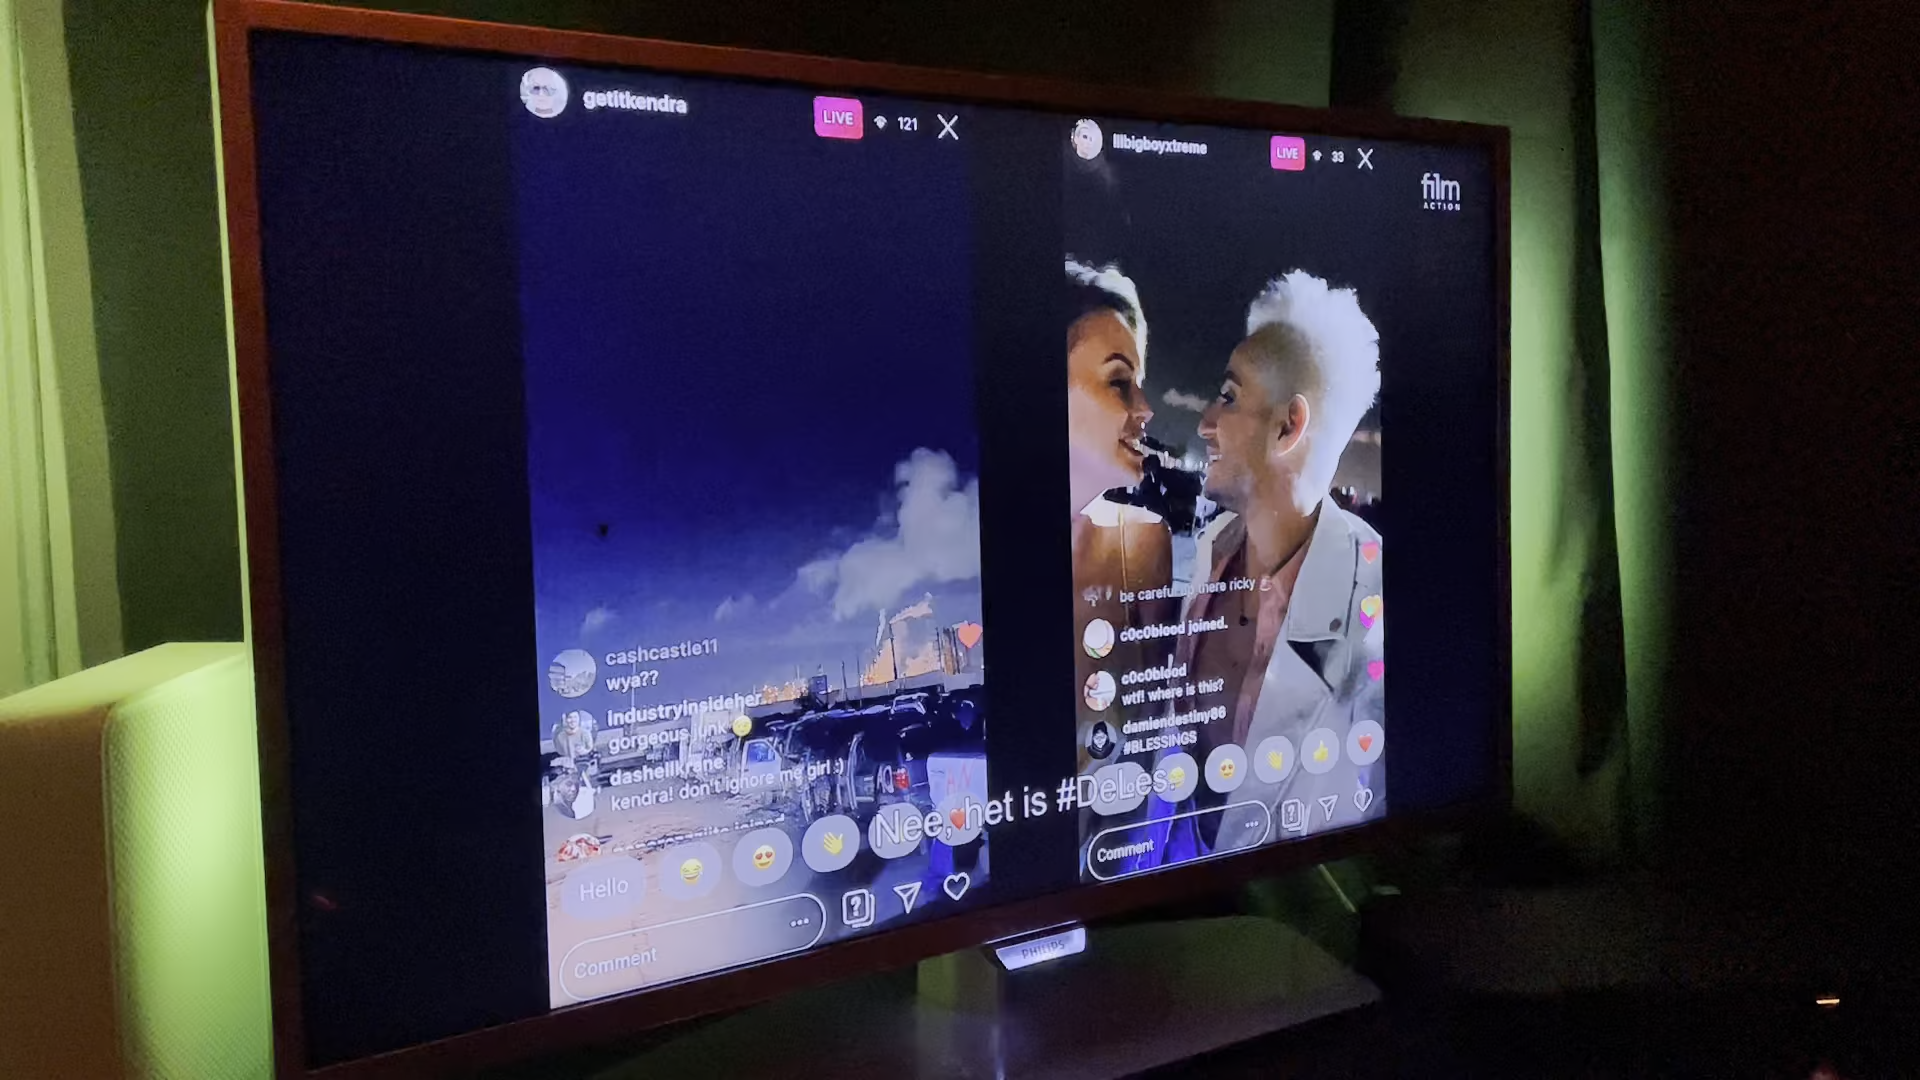 getitkendra
LIVE
121
cashcastle11
wya??
industryinsideher
gorgeous junk
dashellkrane
kendra! don't ignore me girl :)
Hello
Comment
lilbigboyxtreme
LIVE
33
film
ACTION
be careful up there ricky
c0c0blood joined.
c0c0blood
wtf! where is this?
damiendestiny86
#BLESSINGS
Comment
Nee, het is #DeLes.
PHILIPS